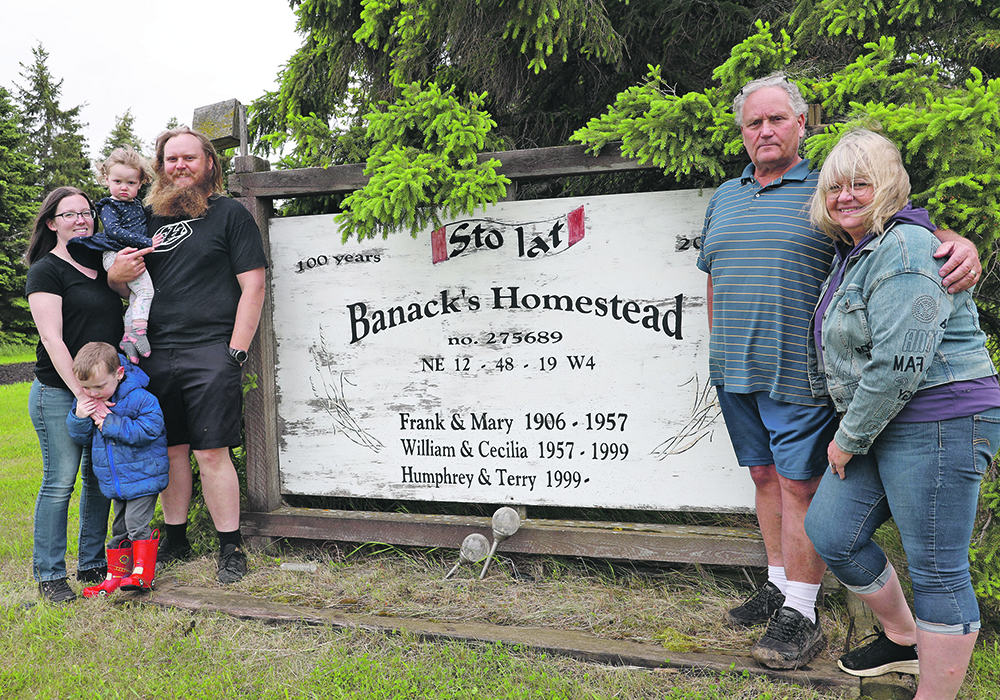 Sto lat
100 years
20
Banack's Homestead
no. 275689
NE 12 - 48 - 19 W4
Frank & Mary 1906 - 1957
William & Cecilia 1957 - 1999
Humphrey & Terry 1999-
FAM